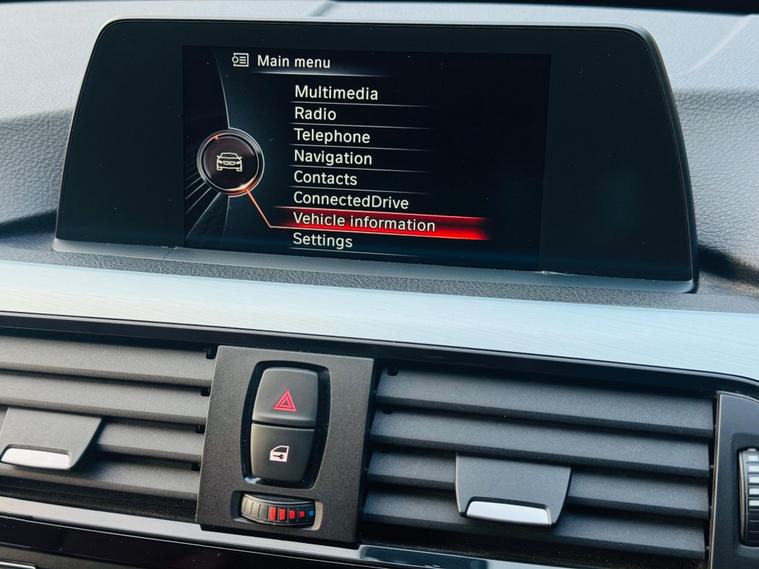 Main menu
Multimedia
Radio
Telephone
Navigation
Contacts
ConnectedDrive
Vehicle information
Settings